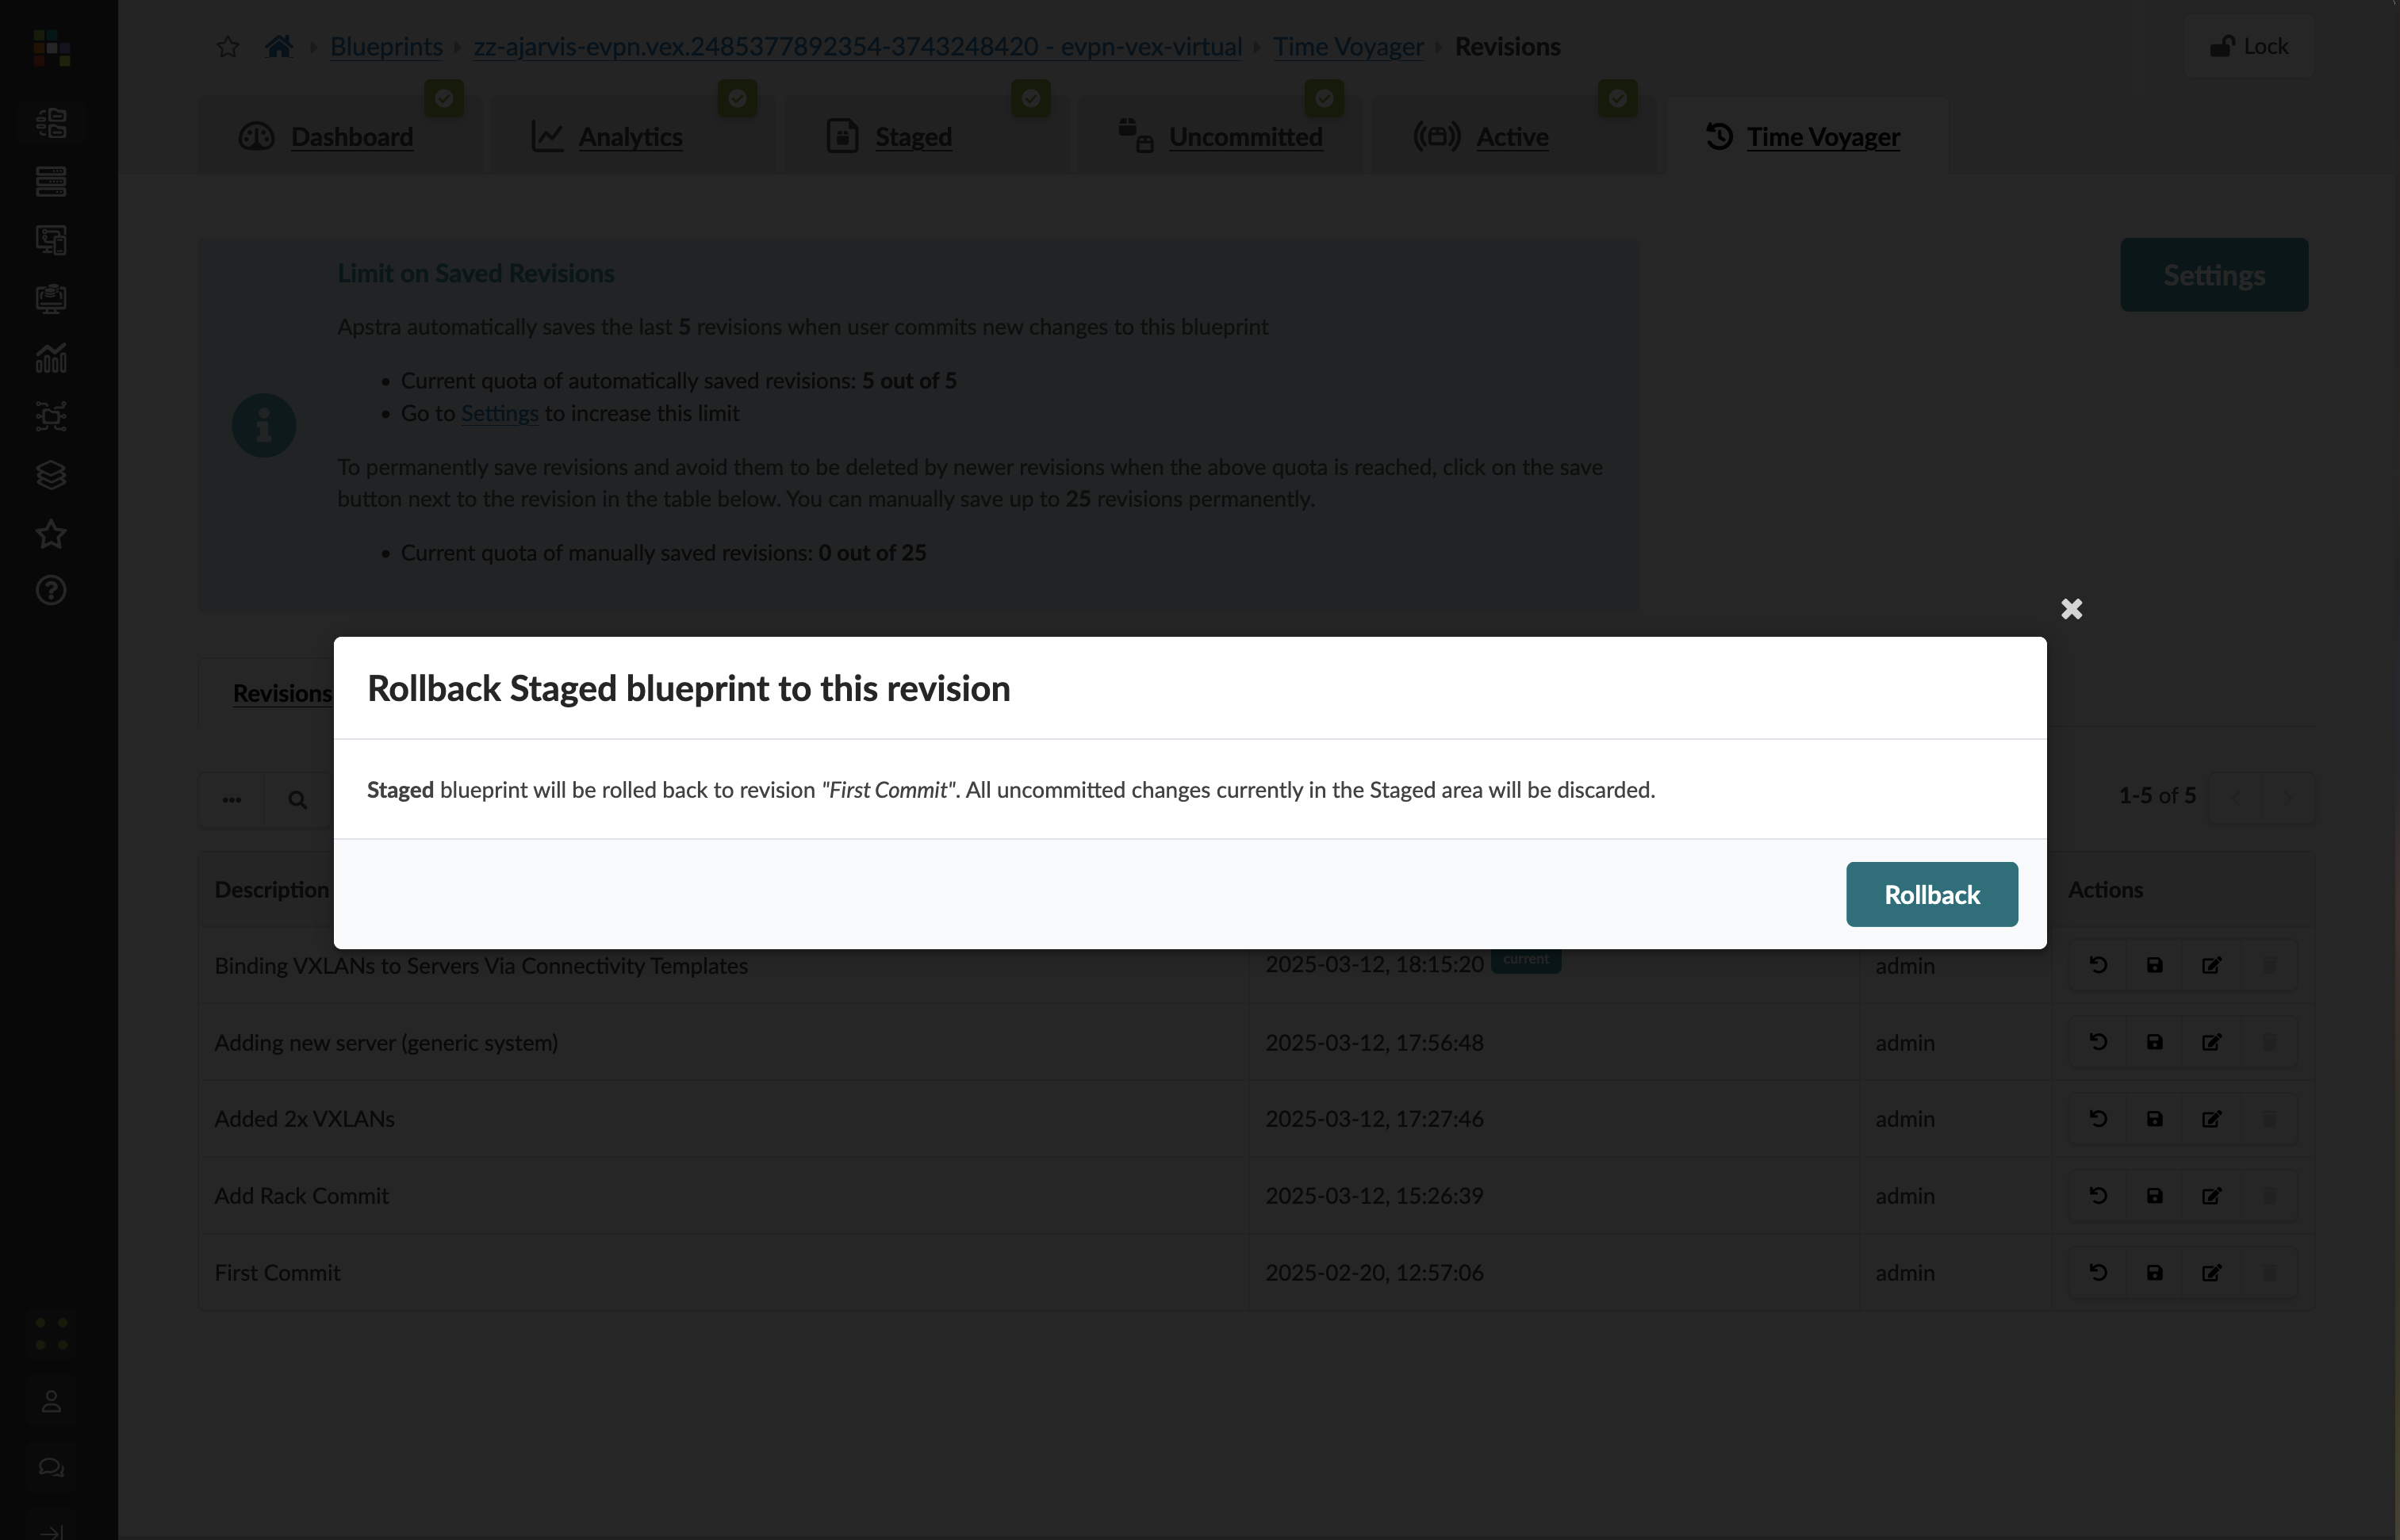 Blueprints
zz-ajarvis-evpn.vex.2485377892354-3743248420 - evpn-vex-virtual
Time Voyager
Revisions
Lock
Dashboard
Analytics
Staged
Uncommitted
Active
Time Voyager
Limit on Saved Revisions
Settings
Apstra automatically saves the last 5 revisions when user commits new changes to this blueprint
• Current quota of automatically saved revisions: 5 out of 5
• Go to Settings to increase this limit
To permanently save revisions and avoid them to be deleted by newer revisions when the above quota is reached, click on the save
button next to the revision in the table below. You can manually save up to 25 revisions permanently.
• Current quota of manually saved revisions: 0 out of 25
Revisions
Rollback Staged blueprint to this revision
Staged blueprint will be rolled back to revision "First Commit". All uncommitted changes currently in the Staged area will be discarded.
Rollback
1-5 of 5
Description
Actions
Binding VXLANs to Servers Via Connectivity Templates 2025-03-12, 18:15:20 current admin
Adding new server (generic system) 2025-03-12, 17:56:48 admin
Added 2x VXLANs 2025-03-12, 17:27:46 admin
Add Rack Commit 2025-03-12, 15:26:39 admin
First Commit 2025-02-20, 12:57:06 admin